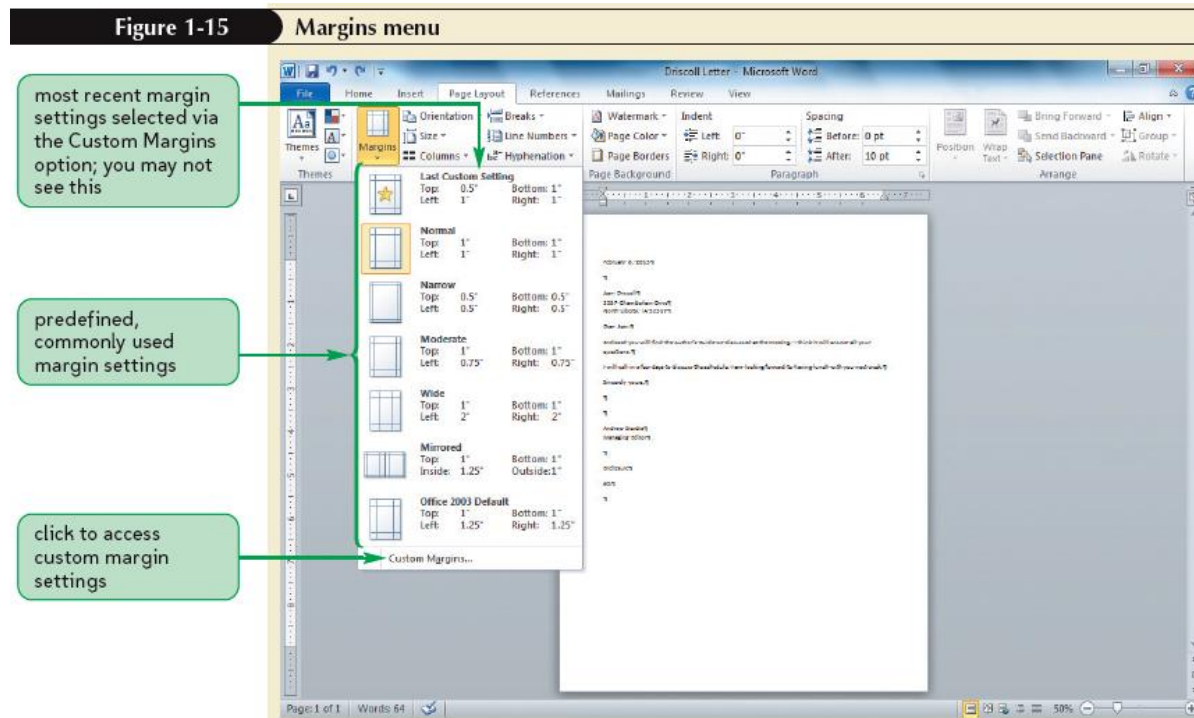 Figure 1-15
Margins menu
most recent margin
settings selected via
the Custom Margins
option; you may not
see this
predefined,
commonly used
margin settings
click to access
custom margin
settings
Driscoll Letter - Microsoft Word
File Home Insert Page Layout References Mailings Review View
Themes
Margins
Orientation
Size
Columns
Breaks
Line Numbers
Hyphenation
Watermark
Page Color
Page Borders
Indent
Left: 0"
Right: 0"
Spacing
Before: 0 pt
After: 10 pt
Position
Wrap
Text
Bring Forward
Send Backward
Selection Pane
Align
Group
Rotate
Themes
Page Background
Paragraph
Arrange
Last Custom Setting
Top: 0.5" Bottom: 1"
Left: 1" Right: 1"
Normal
Top: 1" Bottom: 1"
Left: 1" Right: 1"
Narrow
Top: 0.5" Bottom: 0.5"
Left: 0.5" Right: 0.5"
Moderate
Top: 1" Bottom: 1"
Left: 0.75" Right: 0.75"
Wide
Top: 1" Bottom: 1"
Left: 2" Right: 2"
Mirrored
Top: 1" Bottom: 1"
Inside: 1.25" Outside:1"
Office 2003 Default
Top: 1" Bottom: 1"
Left: 1.25" Right: 1.25"
Custom Margins...
Sincerely yours,¶
Page: 1 of 1 Words: 64
50%